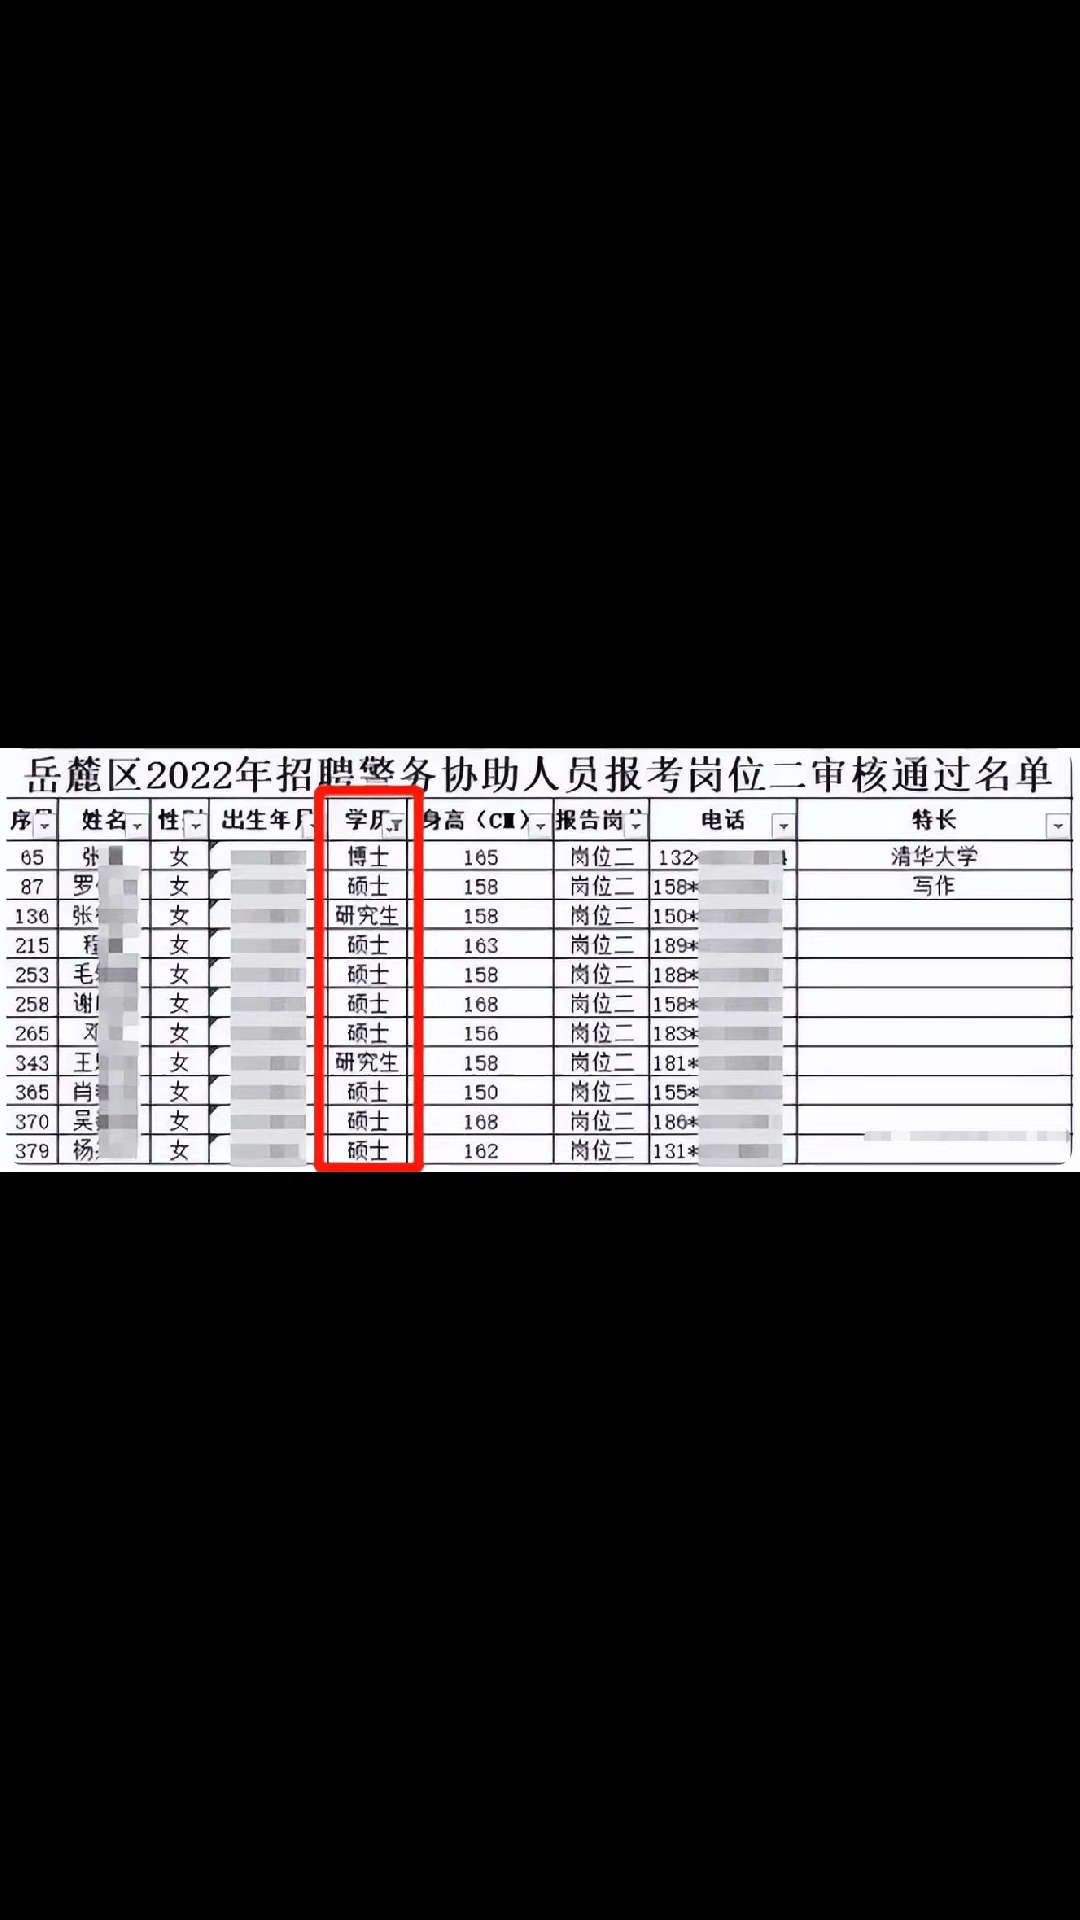 岳麓区2022年招聘警务协助人员报考岗位二审核通过名单
序 姓名 性 出生年 学历 身高（CM） 报告岗 电话 特长
65 张 女 博士 165 岗位二 132* 清华大学
87 罗 女 硕士 158 岗位二 158* 写作
136 张 女 研究生 158 岗位二 150*
215 程 女 硕士 163 岗位二 189*
253 毛 女 硕士 158 岗位二 188*
258 谢 女 硕士 168 岗位二 158*
265 邓 女 硕士 156 岗位二 183*
343 王 女 研究生 158 岗位二 181*
365 肖 女 硕士 150 岗位二 155*
370 吴 女 硕士 168 岗位二 186*
379 杨 女 硕士 162 岗位二 131*